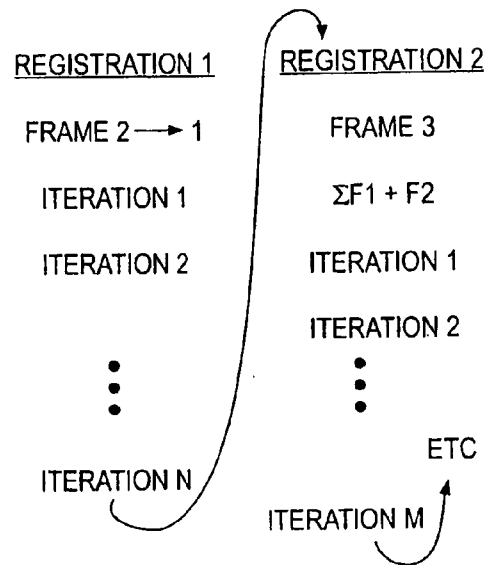 REGISTRATION 1
FRAME 2 → 1
ITERATION 1
ITERATION 2
ITERATION N
REGISTRATION 2
FRAME 3
ΣF1 + F2
ITERATION 1
ITERATION 2
ETC
ITERATION M